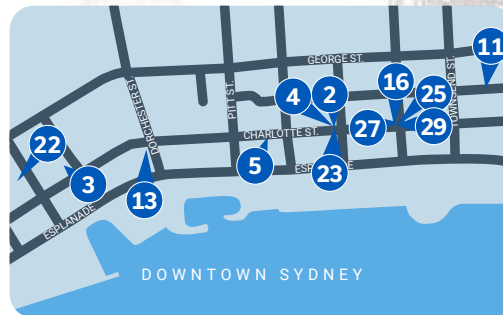 11
GEORGE ST.
16
25
4
2
DORCHESTER ST.
PITT ST.
TOWNSEND ST.
22
CHARLOTTE ST.
27
29
3
13
5
ESPLANADE
23
ESPLANADE
DOWNTOWN SYDNEY